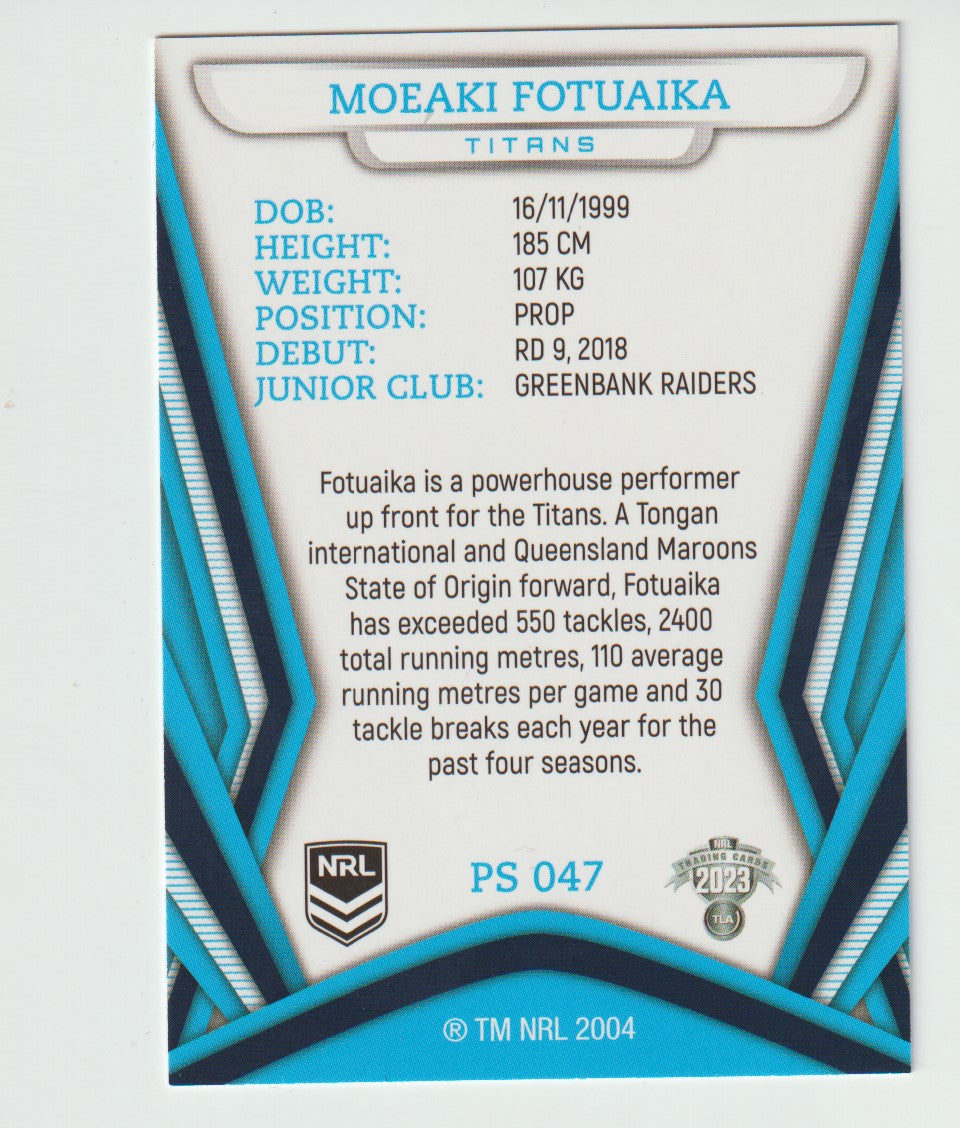 MOEAKI FOTUAIKA
TITANS
DOB: 16/11/1999
HEIGHT: 185 CM
WEIGHT: 107 KG
POSITION: PROP
DEBUT: RD 9, 2018
JUNIOR CLUB: GREENBANK RAIDERS
Fotuaika is a powerhouse performer
up front for the Titans. A Tongan
international and Queensland Maroons
State of Origin forward, Fotuaika
has exceeded 550 tackles, 2400
total running metres, 110 average
running metres per game and 30
tackle breaks each year for the
past four seasons.
NRL
PS 047
NRL
TRADING CARDS
2023
TLA
® TM NRL 2004